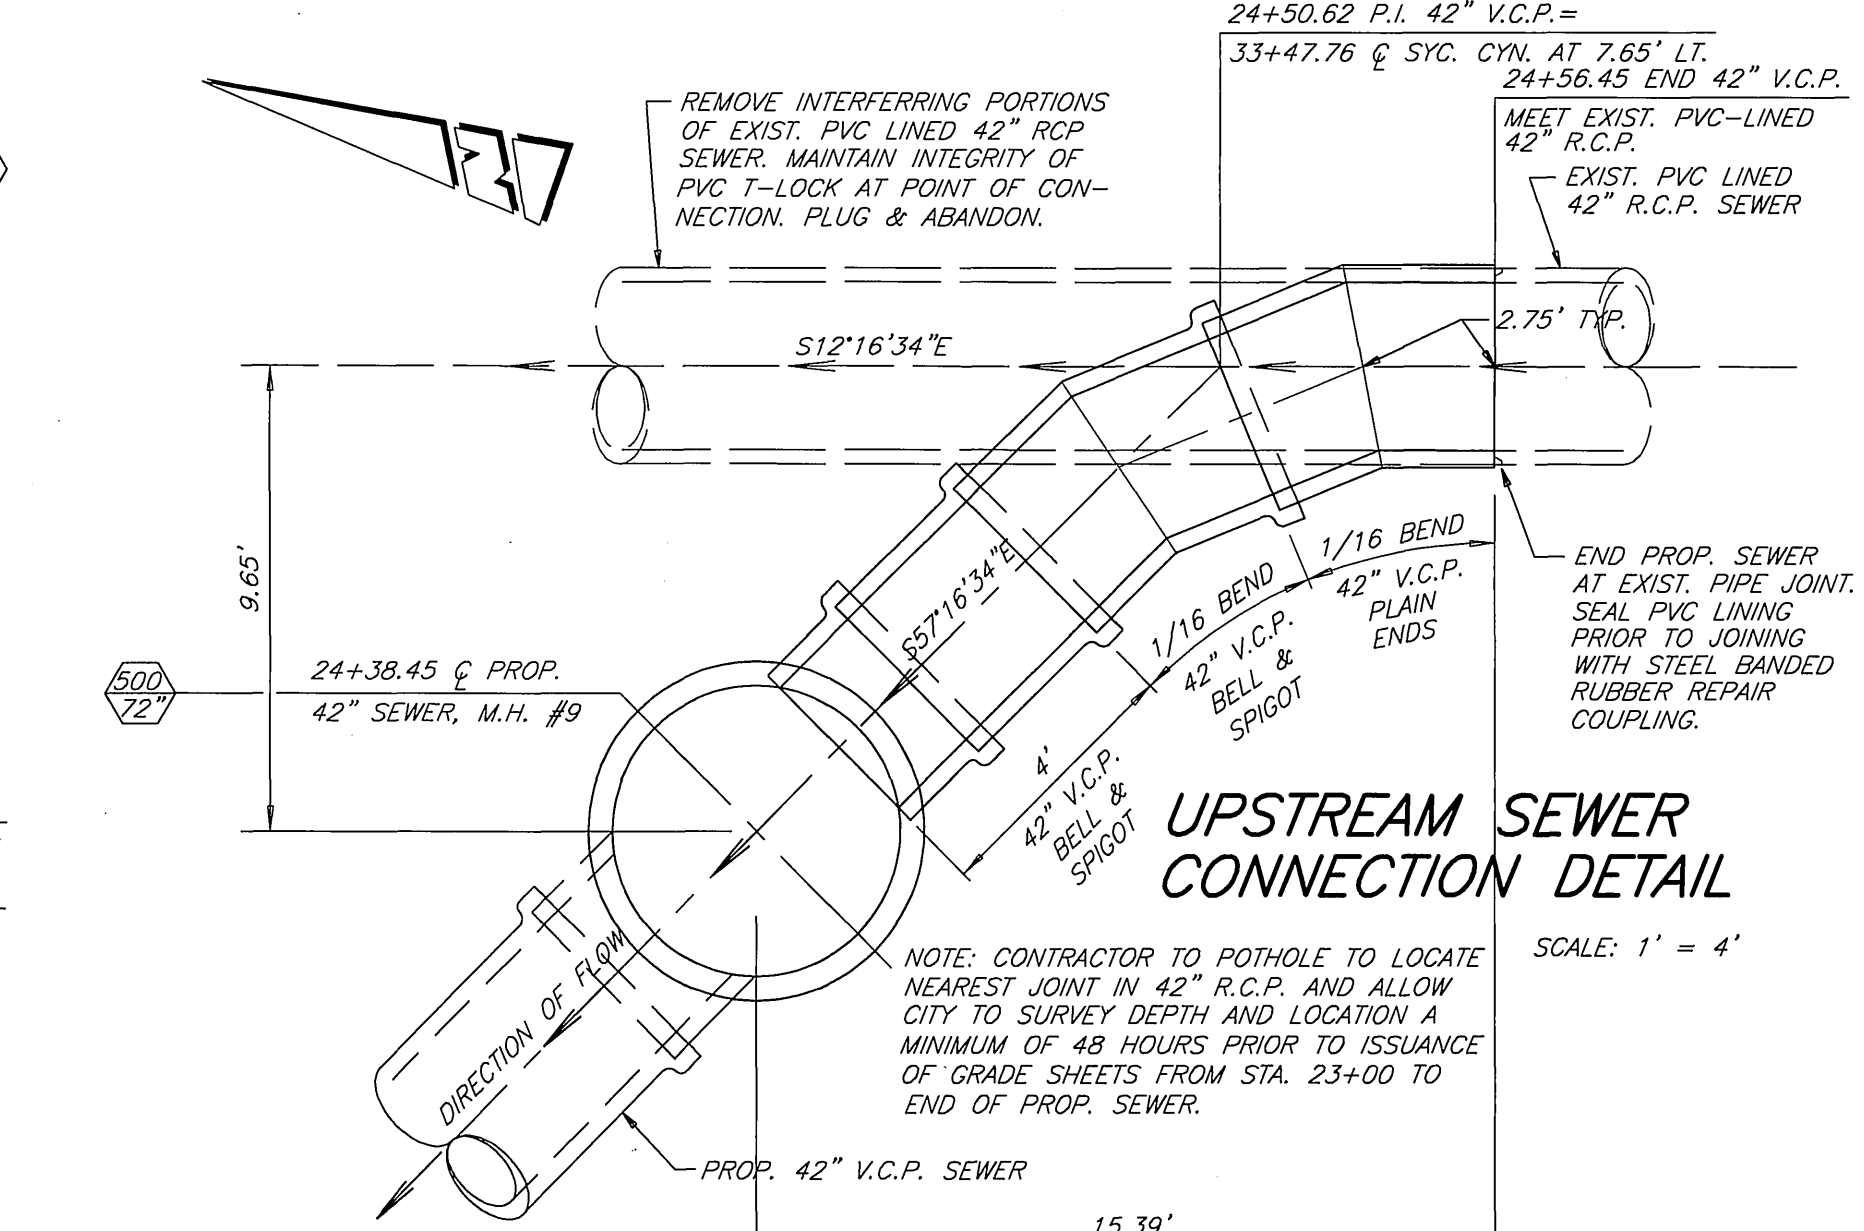 24+50.62 P.I. 42" V.C.P.=
33+47.76 ℄ SYC. CYN. AT 7.65' LT.
24+56.45 END 42" V.C.P.
MEET EXIST. PVC-LINED
42" R.C.P.
EXIST. PVC LINED
42" R.C.P. SEWER
REMOVE INTERFERRING PORTIONS
OF EXIST. PVC LINED 42" RCP
SEWER. MAINTAIN INTEGRITY OF
PVC T-LOCK AT POINT OF CON-
NECTION. PLUG & ABANDON.
2.75' TYP.
S12°16'34"E
9.65'
S57°16'34"E
1/16 BEND
42" V.C.P.
PLAIN
ENDS
1/16 BEND
42" V.C.P.
BELL &
SPIGOT
4'
42" V.C.P.
BELL &
SPIGOT
END PROP. SEWER
AT EXIST. PIPE JOINT.
SEAL PVC LINING
PRIOR TO JOINING
WITH STEEL BANDED
RUBBER REPAIR
COUPLING.
500
72"
24+38.45 ℄ PROP.
42" SEWER, M.H. #9
UPSTREAM SEWER
CONNECTION DETAIL
SCALE: 1' = 4'
NOTE: CONTRACTOR TO POTHOLE TO LOCATE
NEAREST JOINT IN 42" R.C.P. AND ALLOW
CITY TO SURVEY DEPTH AND LOCATION A
MINIMUM OF 48 HOURS PRIOR TO ISSUANCE
OF GRADE SHEETS FROM STA. 23+00 TO
END OF PROP. SEWER.
DIRECTION OF FLOW
PROP. 42" V.C.P. SEWER
15.39'